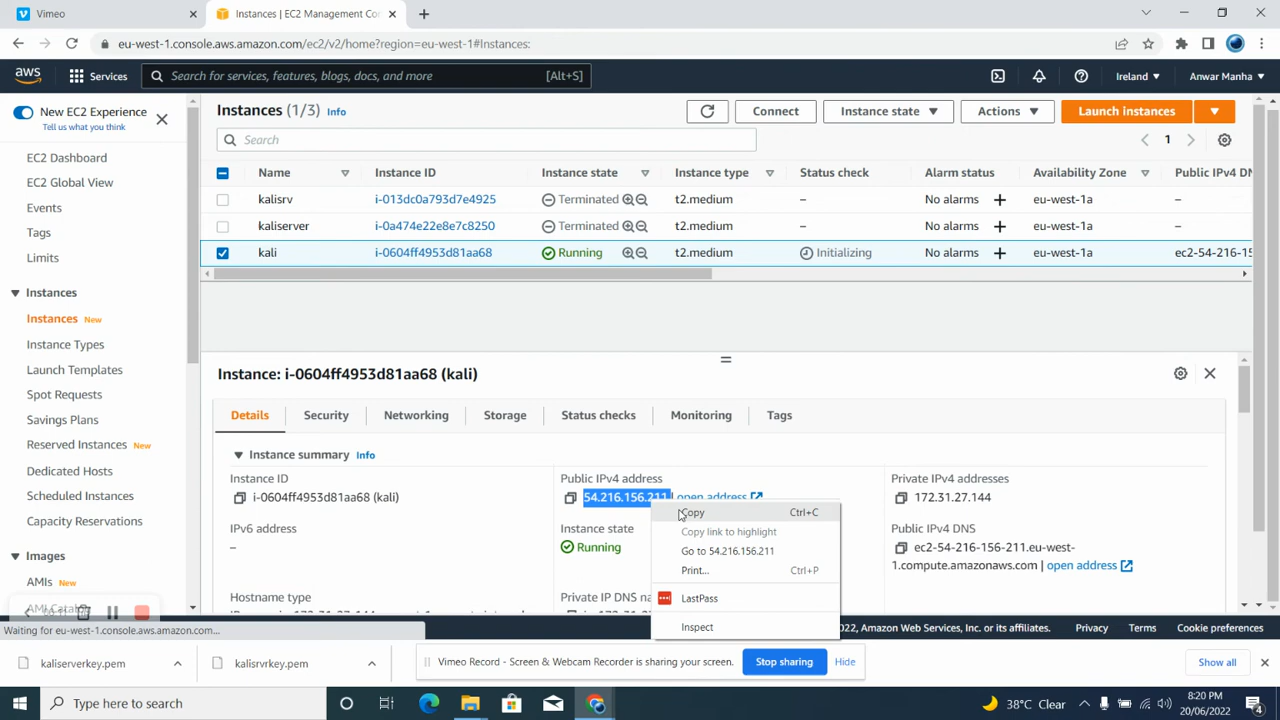 Vimeo
Instances | EC2 Management Co
eu-west-1.console.aws.amazon.com/ec2/v2/home?region=eu-west-1#Instances:
aws
Services
Search for services, features, blogs, docs, and more
[Alt+S]
Ireland
Anwar Manha
New EC2 Experience
Tell us what you think
EC2 Dashboard
EC2 Global View
Events
Tags
Limits
Instances
Instances New
Instance Types
Launch Templates
Spot Requests
Savings Plans
Reserved Instances New
Dedicated Hosts
Scheduled Instances
Capacity Reservations
Images
AMIs New
Instances (1/3) Info
Connect
Instance state
Actions
Launch instances
Search
1
Name Instance ID Instance state Instance type Status check Alarm status Availability Zone Public IPv4 DN
kalisrv i-013dc0a793d7e4925 Terminated t2.medium – No alarms eu-west-1a –
kaliserver i-0a474e22e8e7c8250 Terminated t2.medium – No alarms eu-west-1a –
kali i-0604ff4953d81aa68 Running t2.medium Initializing No alarms eu-west-1a ec2-54-216-15
Instance: i-0604ff4953d81aa68 (kali)
Details Security Networking Storage Status checks Monitoring Tags
Instance summary Info
Instance ID
i-0604ff4953d81aa68 (kali)
Public IPv4 address
54.216.156.211 | open address
Private IPv4 addresses
172.31.27.144
IPv6 address
–
Instance state
Running
Public IPv4 DNS
ec2-54-216-156-211.eu-west-1.compute.amazonaws.com | open address
Hostname type
Private IP DNS na
Copy Ctrl+C
Copy link to highlight
Go to 54.216.156.211
Print... Ctrl+P
LastPass
Inspect
Waiting for eu-west-1.console.aws.amazon.com...
022, Amazon Web Services, Inc. or its affiliates.
Privacy
Terms
Cookie preferences
kaliserverkey.pem
kalisrvrkey.pem
Vimeo Record - Screen & Webcam Recorder is sharing your screen.
Stop sharing
Hide
Show all
Type here to search
38°C Clear
8:20 PM
20/06/2022
4